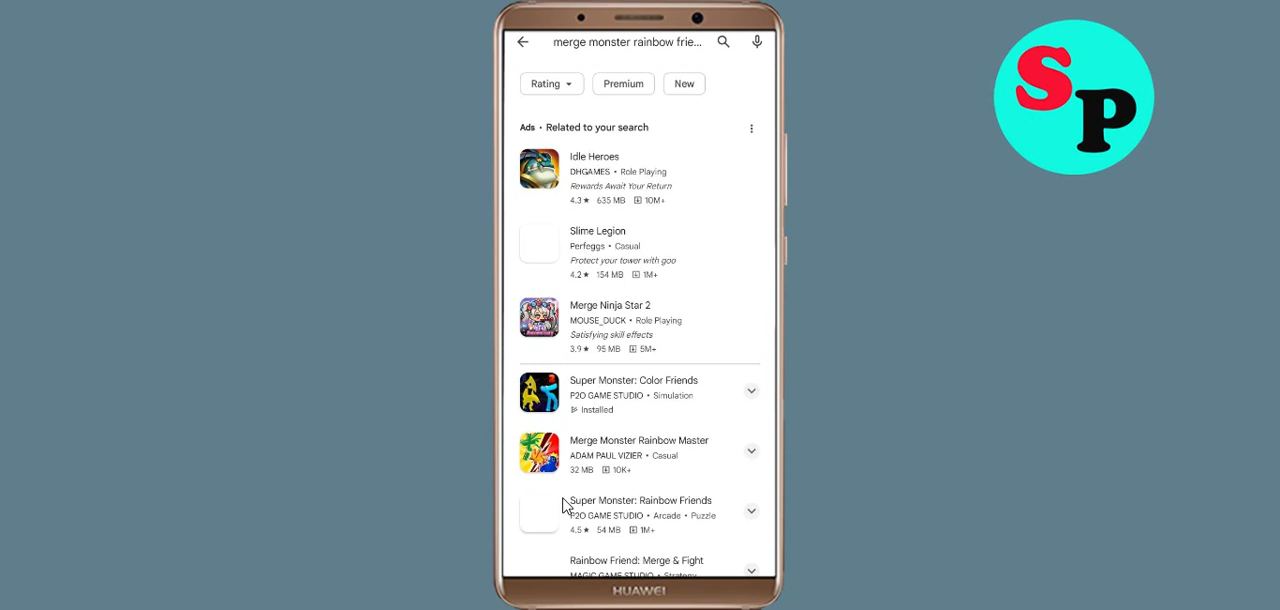 merge monster rainbow frie...
Rating
Premium
New
Ads • Related to your search
Idle Heroes
DHGAMES • Role Playing
Rewards Await Your Return
4.3★ 635 MB 10M+
Slime Legion
Perfeggs • Casual
Protect your tower with goo
4.2★ 154 MB 1M+
Merge Ninja Star 2
MOUSE_DUCK • Role Playing
Satisfying skill effects
3.9★ 95 MB 5M+
Super Monster: Color Friends
P2O GAME STUDIO • Simulation
Installed
Merge Monster Rainbow Master
ADAM PAUL VIZIER • Casual
32 MB 10K+
Super Monster: Rainbow Friends
P2O GAME STUDIO • Arcade • Puzzle
4.5★ 54 MB 1M+
Rainbow Friend: Merge & Fight
MAGIC GAME STUDIO • Strategy
HUAWEI
SP